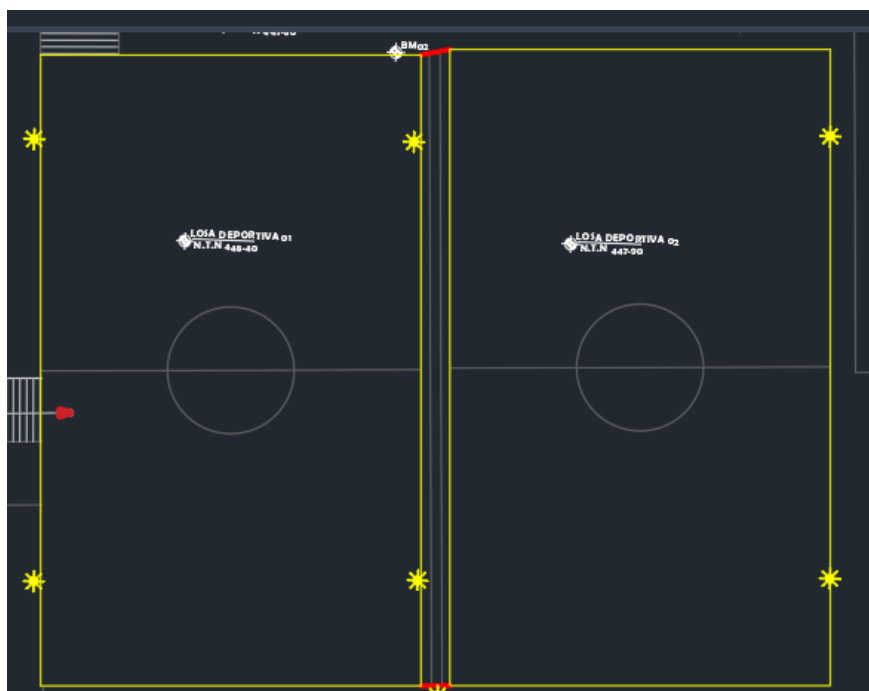 BM02
LOSA DEPORTIVA 01
N.T.N 448-40
LOSA DEPORTIVA 02
N.T.N 447-90